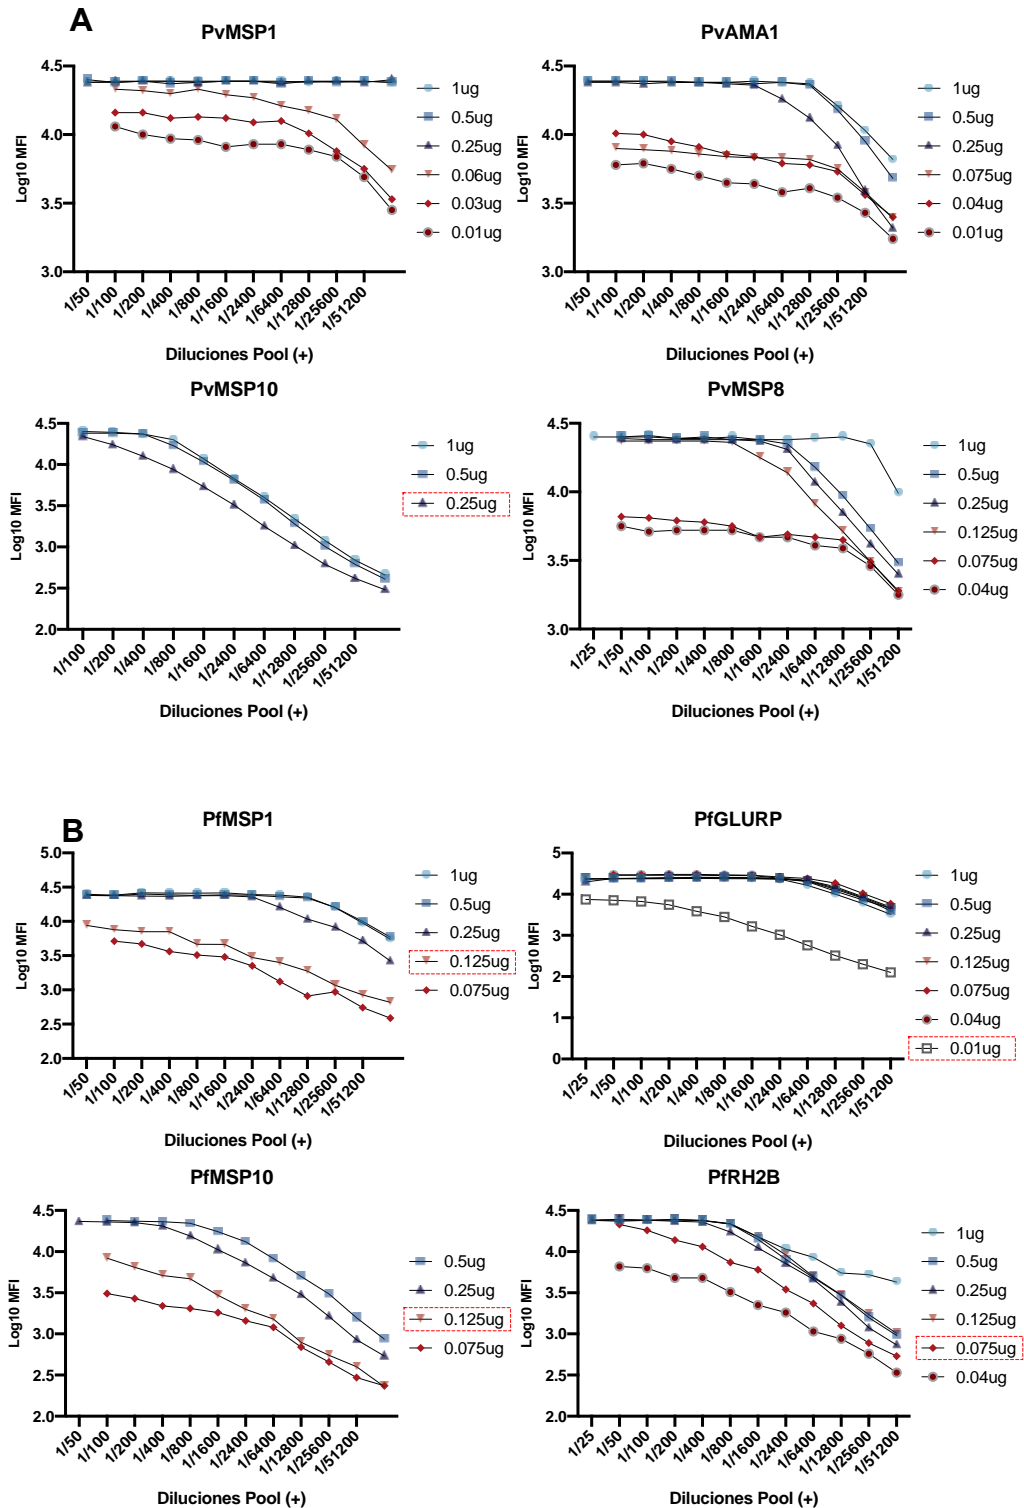 A
PvMSP1
Log10 MFI
4.5
4.0
3.5
3.0
1/50
1/100
1/200
1/400
1/800
1/1600
1/2400
1/6400
1/12800
1/25600
1/51200
Diluciones Pool (+)
1ug
0.5ug
0.25ug
0.06ug
0.03ug
0.01ug
PvAMA1
Log10 MFI
4.5
4.0
3.5
3.0
1/50
1/100
1/200
1/400
1/800
1/1600
1/2400
1/6400
1/12800
1/25600
1/51200
Diluciones Pool (+)
1ug
0.5ug
0.25ug
0.075ug
0.04ug
0.01ug
PvMSP10
Log10 MFI
4.5
4.0
3.5
3.0
2.5
2.0
1/100
1/200
1/400
1/800
1/1600
1/2400
1/6400
1/12800
1/25600
1/51200
Diluciones Pool (+)
1ug
0.5ug
0.25ug
PvMSP8
Log10 MFI
4.5
4.0
3.5
3.0
1/25
1/50
1/100
1/200
1/400
1/800
1/1600
1/2400
1/6400
1/12800
1/25600
1/51200
Diluciones Pool (+)
1ug
0.5ug
0.25ug
0.125ug
0.075ug
0.04ug
B
PfMSP1
Log10 MFI
5.0
4.5
4.0
3.5
3.0
2.5
2.0
1/50
1/100
1/200
1/400
1/800
1/1600
1/2400
1/6400
1/12800
1/25600
1/51200
Diluciones Pool (+)
1ug
0.5ug
0.25ug
0.125ug
0.075ug
PfGLURP
Log10 MFI
5
4
3
2
1
0
1/25
1/50
1/100
1/200
1/400
1/800
1/1600
1/2400
1/6400
1/12800
1/25600
1/51200
Diluciones Pool (+)
1ug
0.5ug
0.25ug
0.125ug
0.075ug
0.04ug
0.01ug
PfMSP10
Log10 MFI
4.5
4.0
3.5
3.0
2.5
2.0
1/50
1/100
1/200
1/400
1/800
1/1600
1/2400
1/6400
1/12800
1/25600
1/51200
Diluciones Pool (+)
0.5ug
0.25ug
0.125ug
0.075ug
PfRH2B
Log10 MFI
4.5
4.0
3.5
3.0
2.5
2.0
1/25
1/50
1/100
1/200
1/400
1/800
1/1600
1/2400
1/6400
1/12800
1/25600
1/51200
Diluciones Pool (+)
1ug
0.5ug
0.25ug
0.125ug
0.075ug
0.04ug